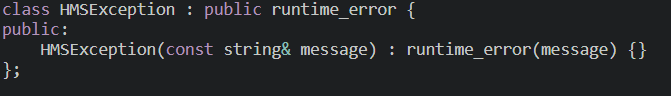 class HMSException : public runtime_error {
public:
    HMSException(const string& message) : runtime_error(message) {}
};